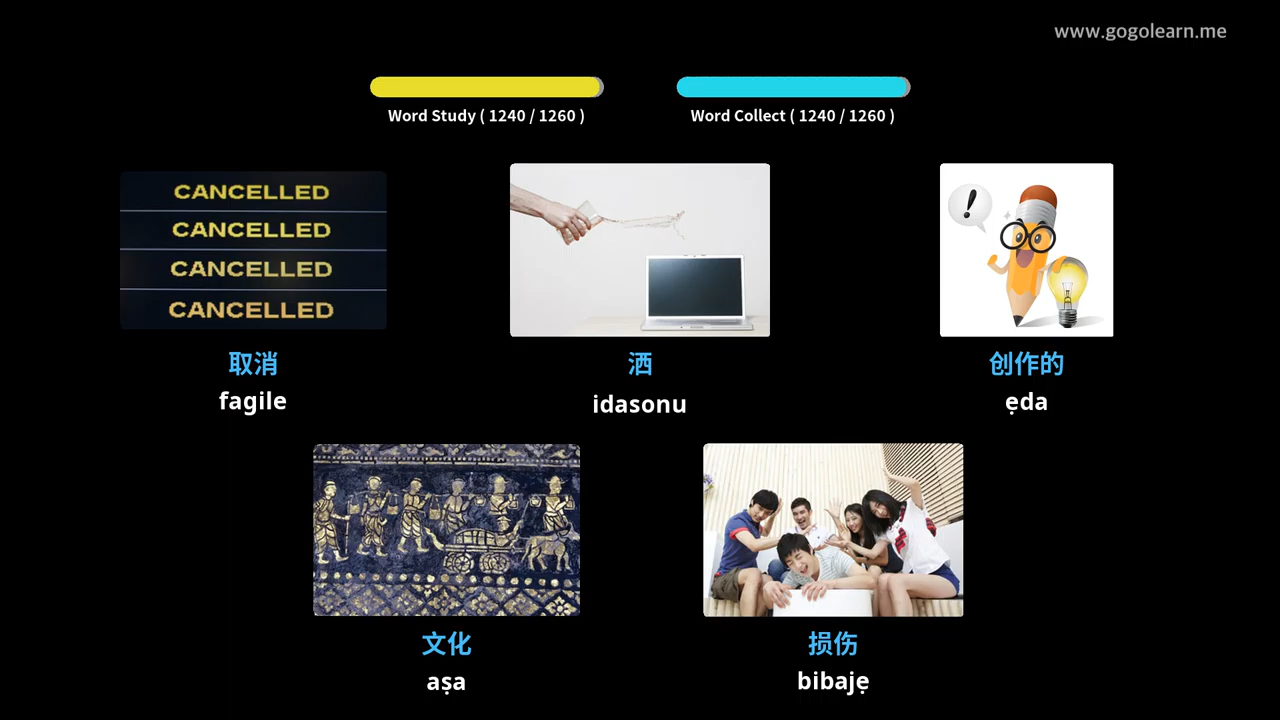 www.gogolearn.me
Word Study ( 1240 / 1260 )
Word Collect ( 1240 / 1260 )
CANCELLED
CANCELLED
CANCELLED
CANCELLED
!
取消
fagile
洒
idasonu
创作的
ẹda
文化
aṣa
损伤
bibajẹ